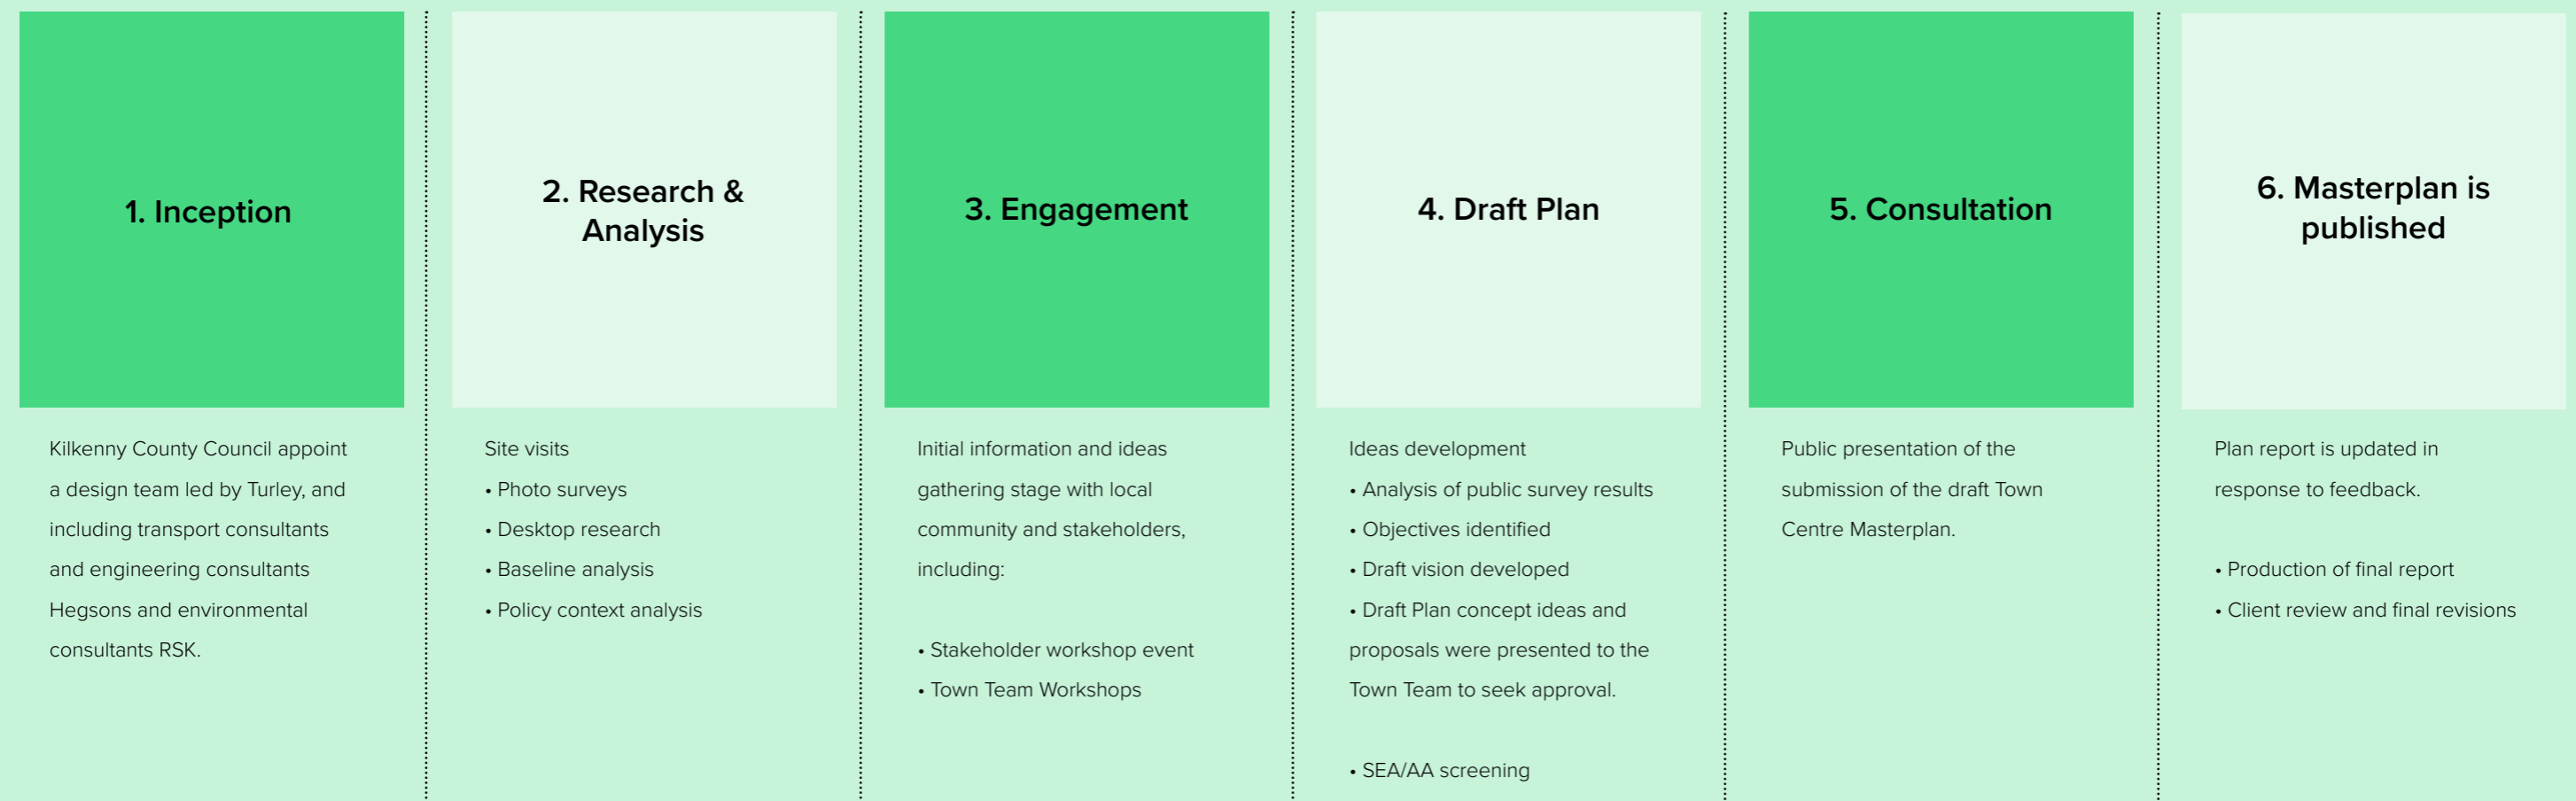 1. Inception
Kilkenny County Council appoint
a design team led by Turley, and
including transport consultants
and engineering consultants
Hegsons and environmental
consultants RSK.
2. Research &
Analysis
Site visits
• Photo surveys
• Desktop research
• Baseline analysis
• Policy context analysis
3. Engagement
Initial information and ideas
gathering stage with local
community and stakeholders,
including:
• Stakeholder workshop event
• Town Team Workshops
4. Draft Plan
Ideas development
• Analysis of public survey results
• Objectives identified
• Draft vision developed
• Draft Plan concept ideas and
proposals were presented to the
Town Team to seek approval.
• SEA/AA screening
5. Consultation
Public presentation of the
submission of the draft Town
Centre Masterplan.
6. Masterplan is
published
Plan report is updated in
response to feedback.
• Production of final report
• Client review and final revisions